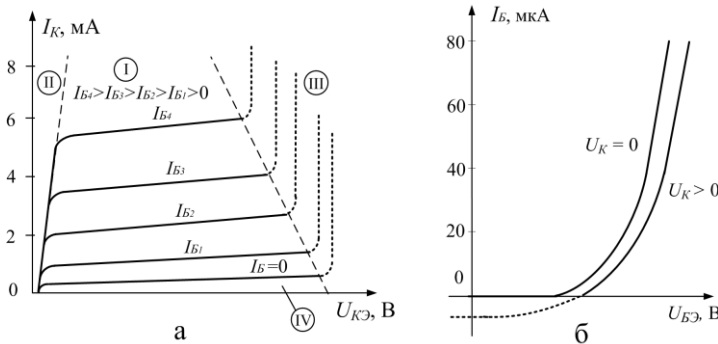 I_К, мА
8
6
4
2
0
II
I
III
IV
I_Б4>I_Б3>I_Б2>I_Б1>0
I_Б4
I_Б3
I_Б2
I_Б1
I_Б=0
U_КЭ, В
а
I_Б, мкА
80
60
40
20
0
U_К = 0
U_К > 0
U_БЭ, В
б